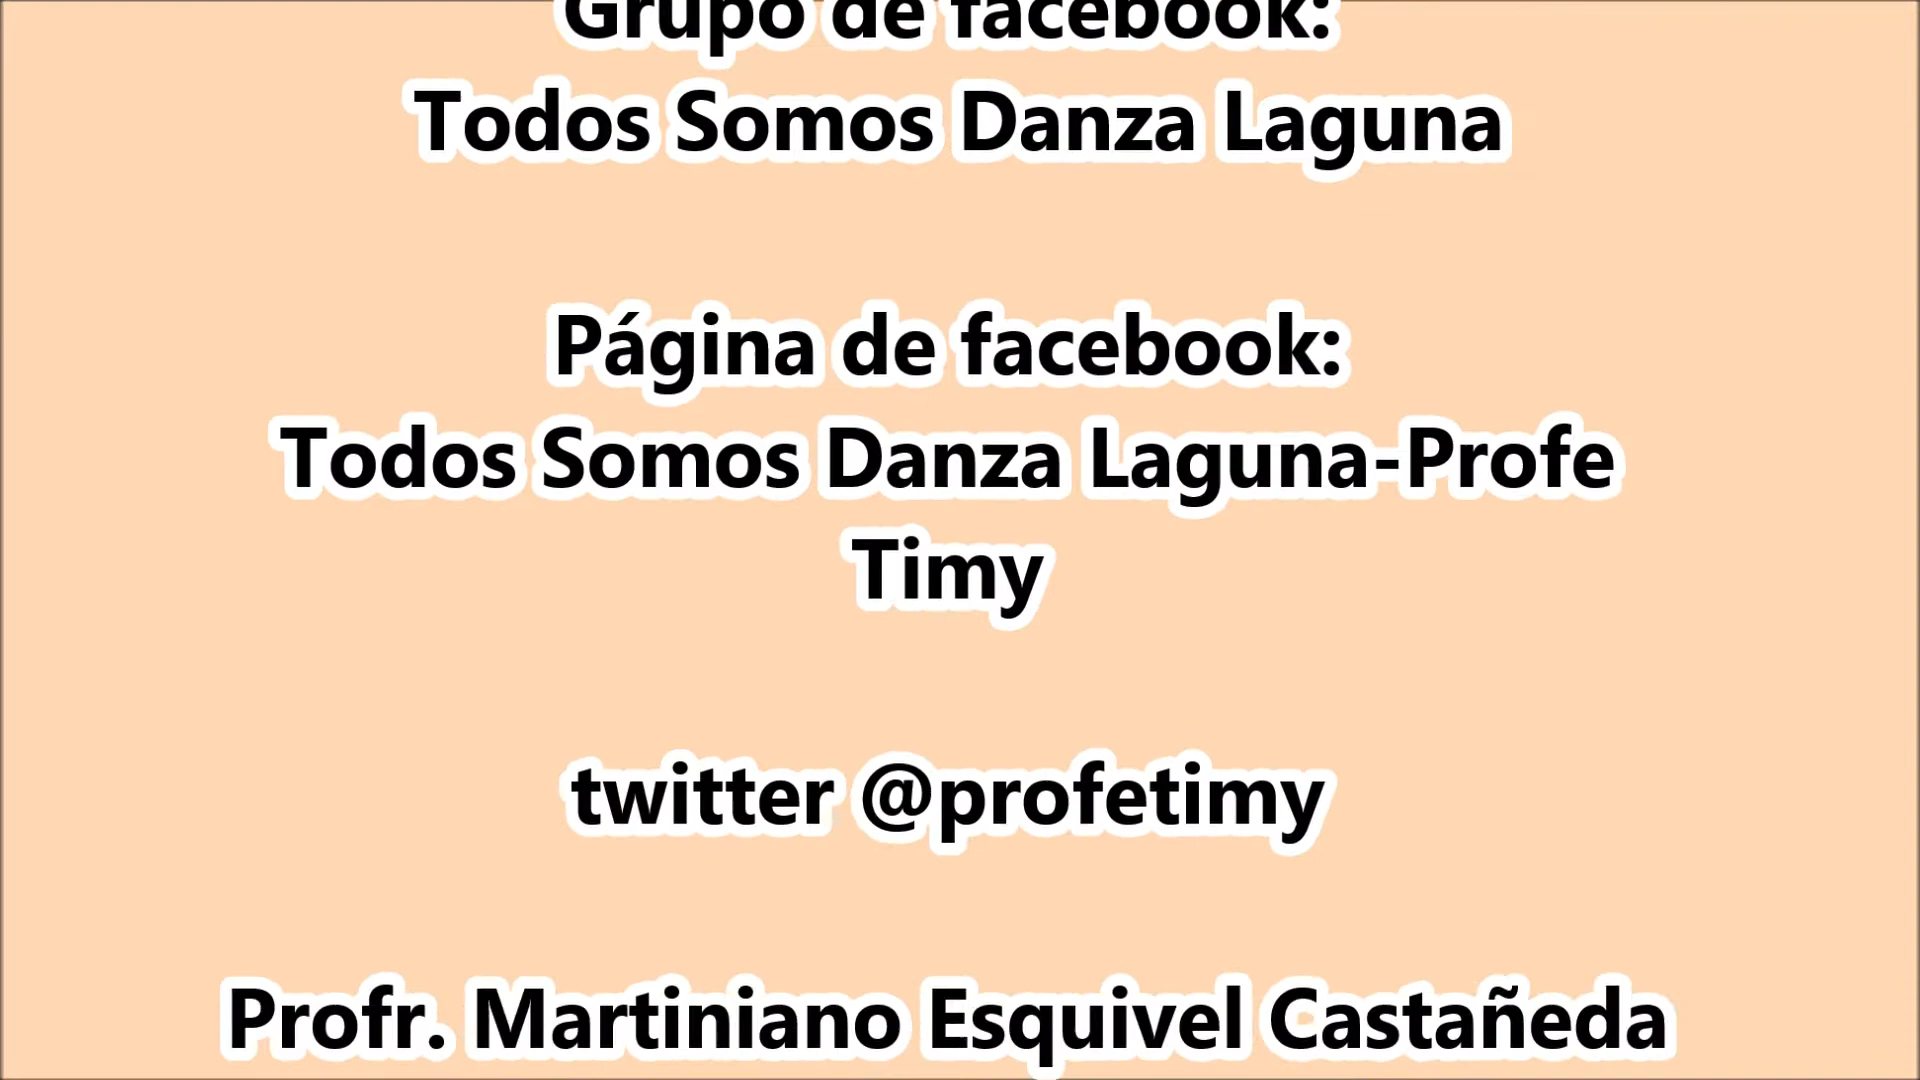 Grupo de facebook:
Todos Somos Danza Laguna
Página de facebook:
Todos Somos Danza Laguna-Profe
Timy
twitter @profetimy
Profr. Martiniano Esquivel Castañeda